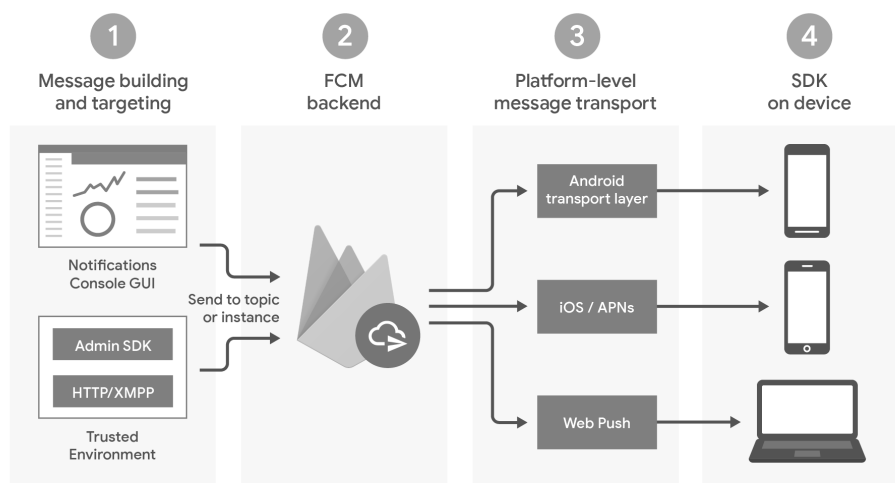 1
Message building
and targeting
2
FCM
backend
3
Platform-level
message transport
4
SDK
on device
Notifications
Console GUI
Send to topic
or instance
Admin SDK
HTTP/XMPP
Trusted
Environment
Android
transport layer
iOS / APNs
Web Push